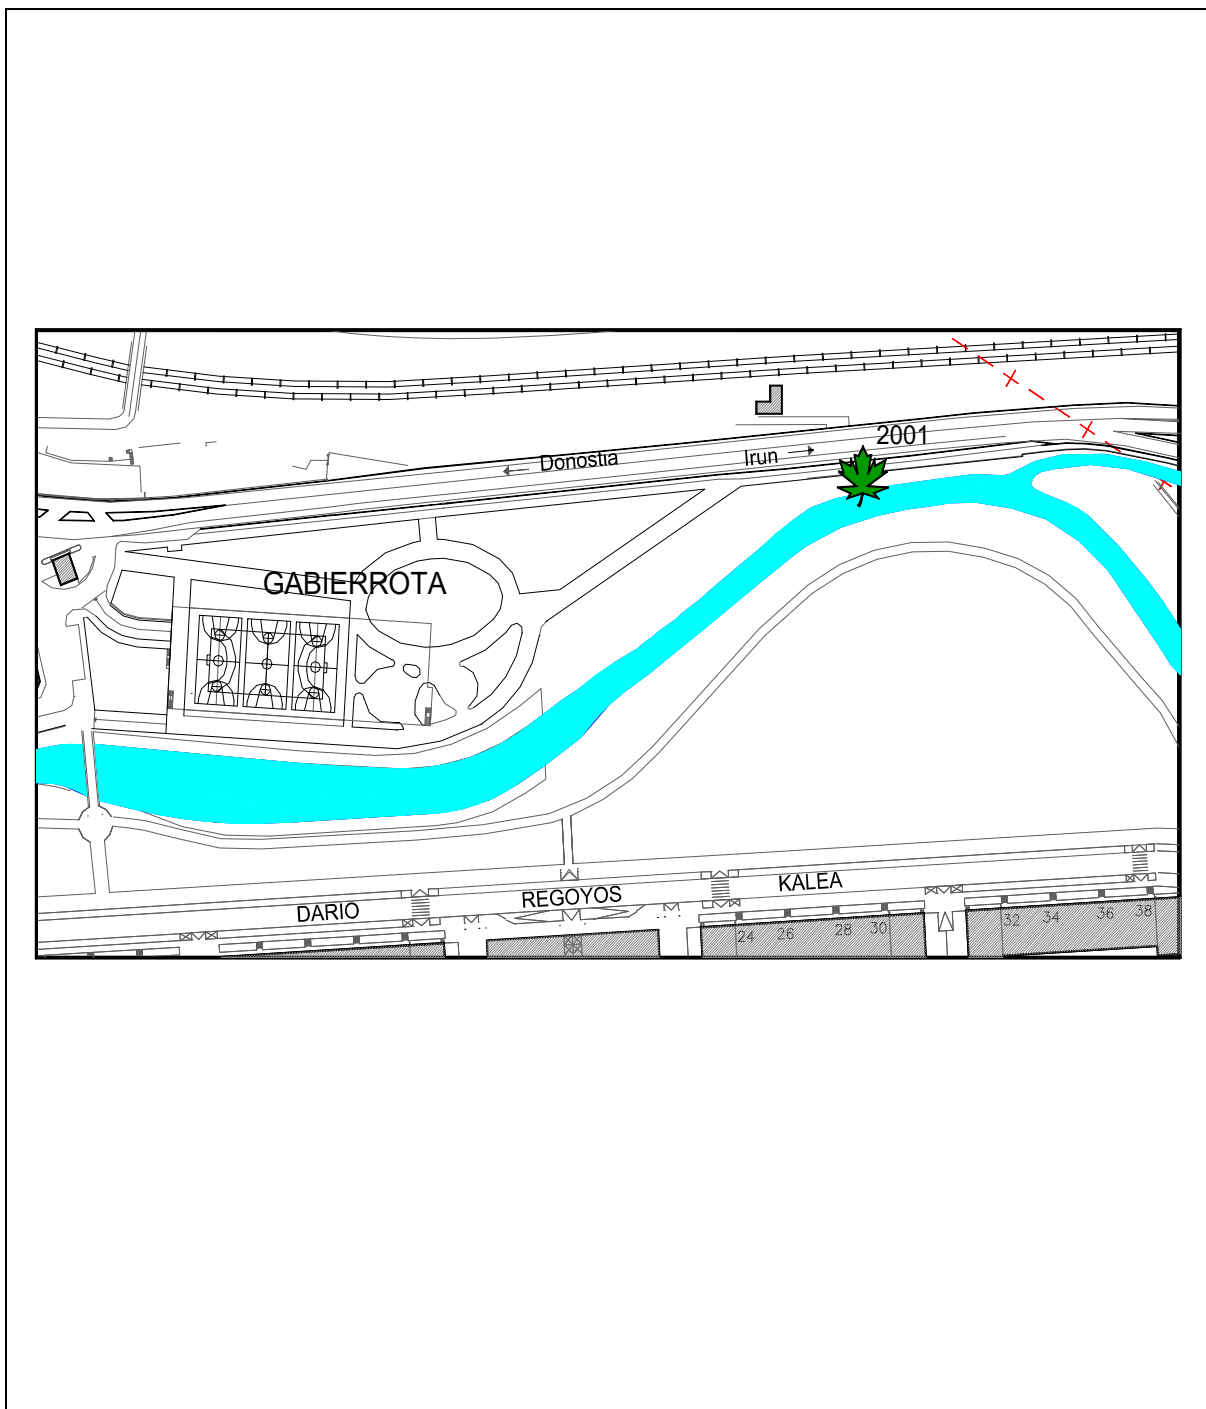 2001
Donostia
Irun
GABIERROTA
DARIO REGOYOS KALEA
24 26 28 30 32 34 36 38